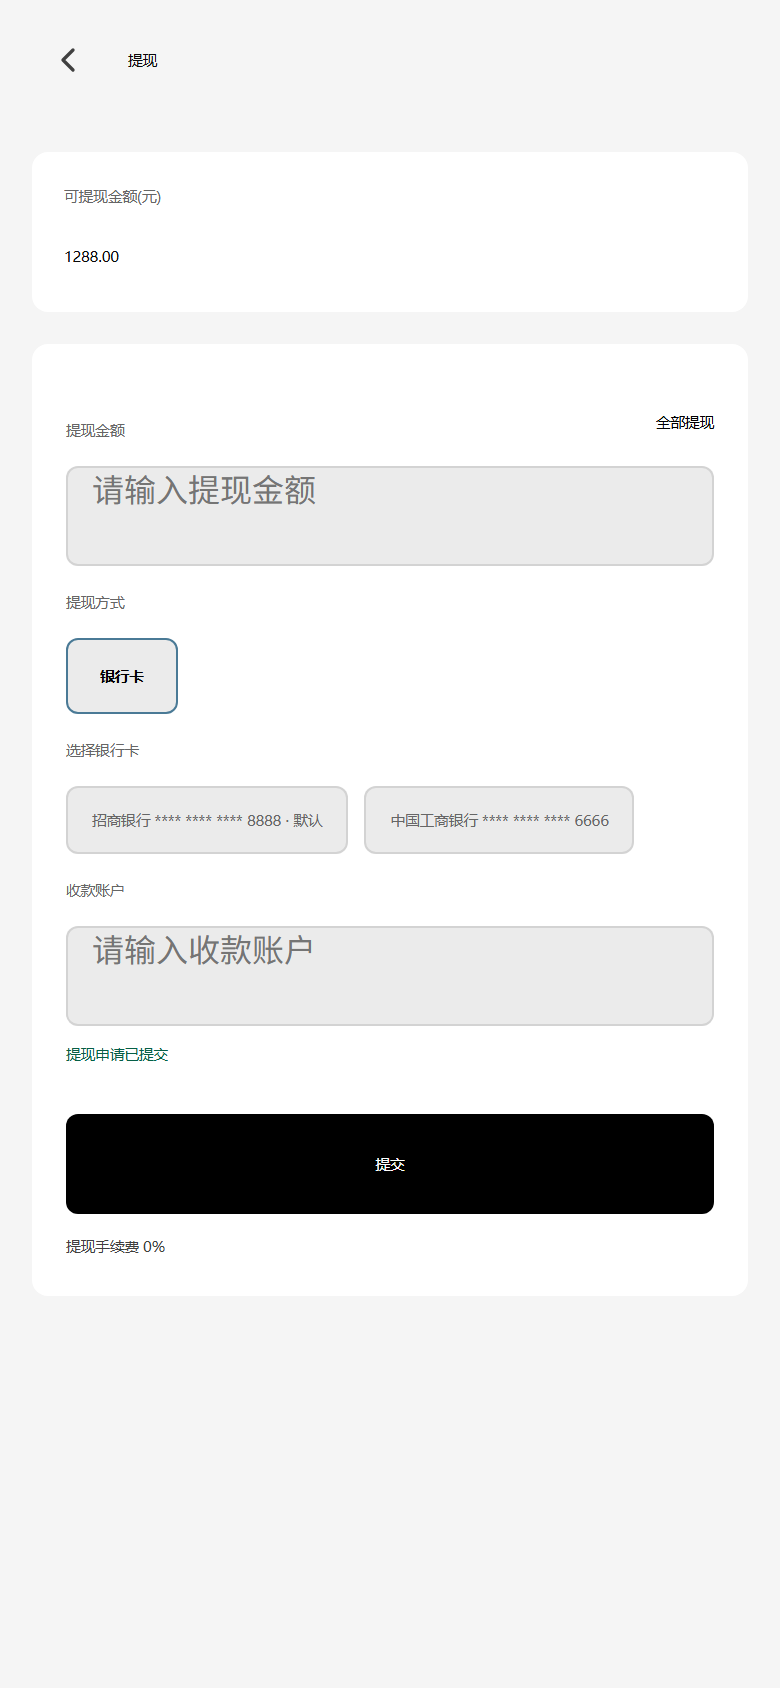 提现
可提现金额(元)
1288.00
提现金额
全部提现
请输入提现金额
提现方式
银行卡
选择银行卡
招商银行 **** **** **** 8888 · 默认
中国工商银行 **** **** **** 6666
收款账户
请输入收款账户
提现申请已提交
提交
提现手续费 0%